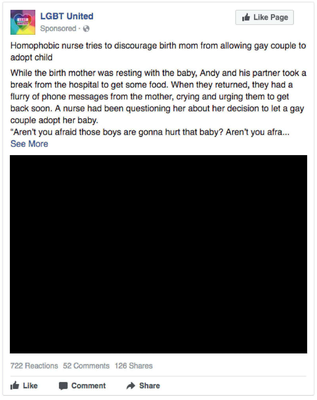 LGBT United
Like Page
Sponsored ·
Homophobic nurse tries to discourage birth mom from allowing gay couple to
adopt child
While the birth mother was resting with the baby, Andy and his partner took a
break from the hospital to get some food. When they returned, they had a
flurry of phone messages from the mother, crying and urging them to get
back soon. A nurse had been questioning her about her decision to let a gay
couple adopt her baby.
“Aren't you afraid those boys are gonna hurt that baby? Aren't you afra...
See More
722 Reactions 52 Comments 126 Shares
Like Comment Share